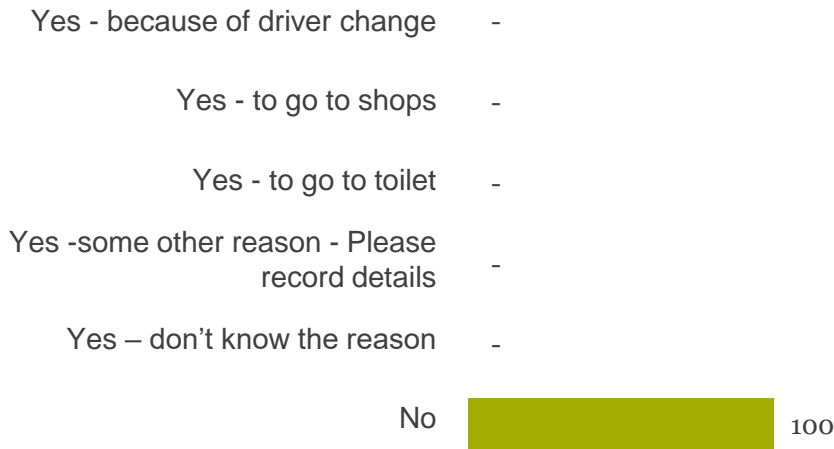 Yes - because of driver change -
Yes - to go to shops -
Yes - to go to toilet -
Yes -some other reason - Please
record details -
Yes – don’t know the reason -
No 100